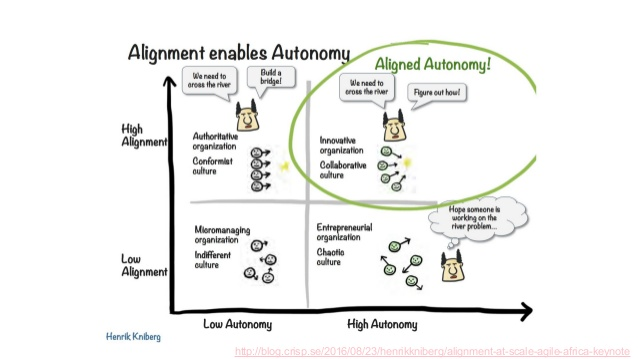 Alignment enables Autonomy
Aligned Autonomy!
We need to
cross the river
Build a
bridge!
We need to
cross the river
Figure out how!
High
Alignment
Authoritative
organization
Conformist
culture
Innovative
organization
Collaborative
culture
Low
Alignment
Micromanaging
organization
Indifferent
culture
Entrepreneurial
organization
Chaotic
culture
Hope someone is
working on the
river problem...
Low Autonomy
High Autonomy
Henrik Kniberg
http://blog.crisp.se/2016/08/23/henrikkniberg/alignment-at-scale-agile-africa-keynote